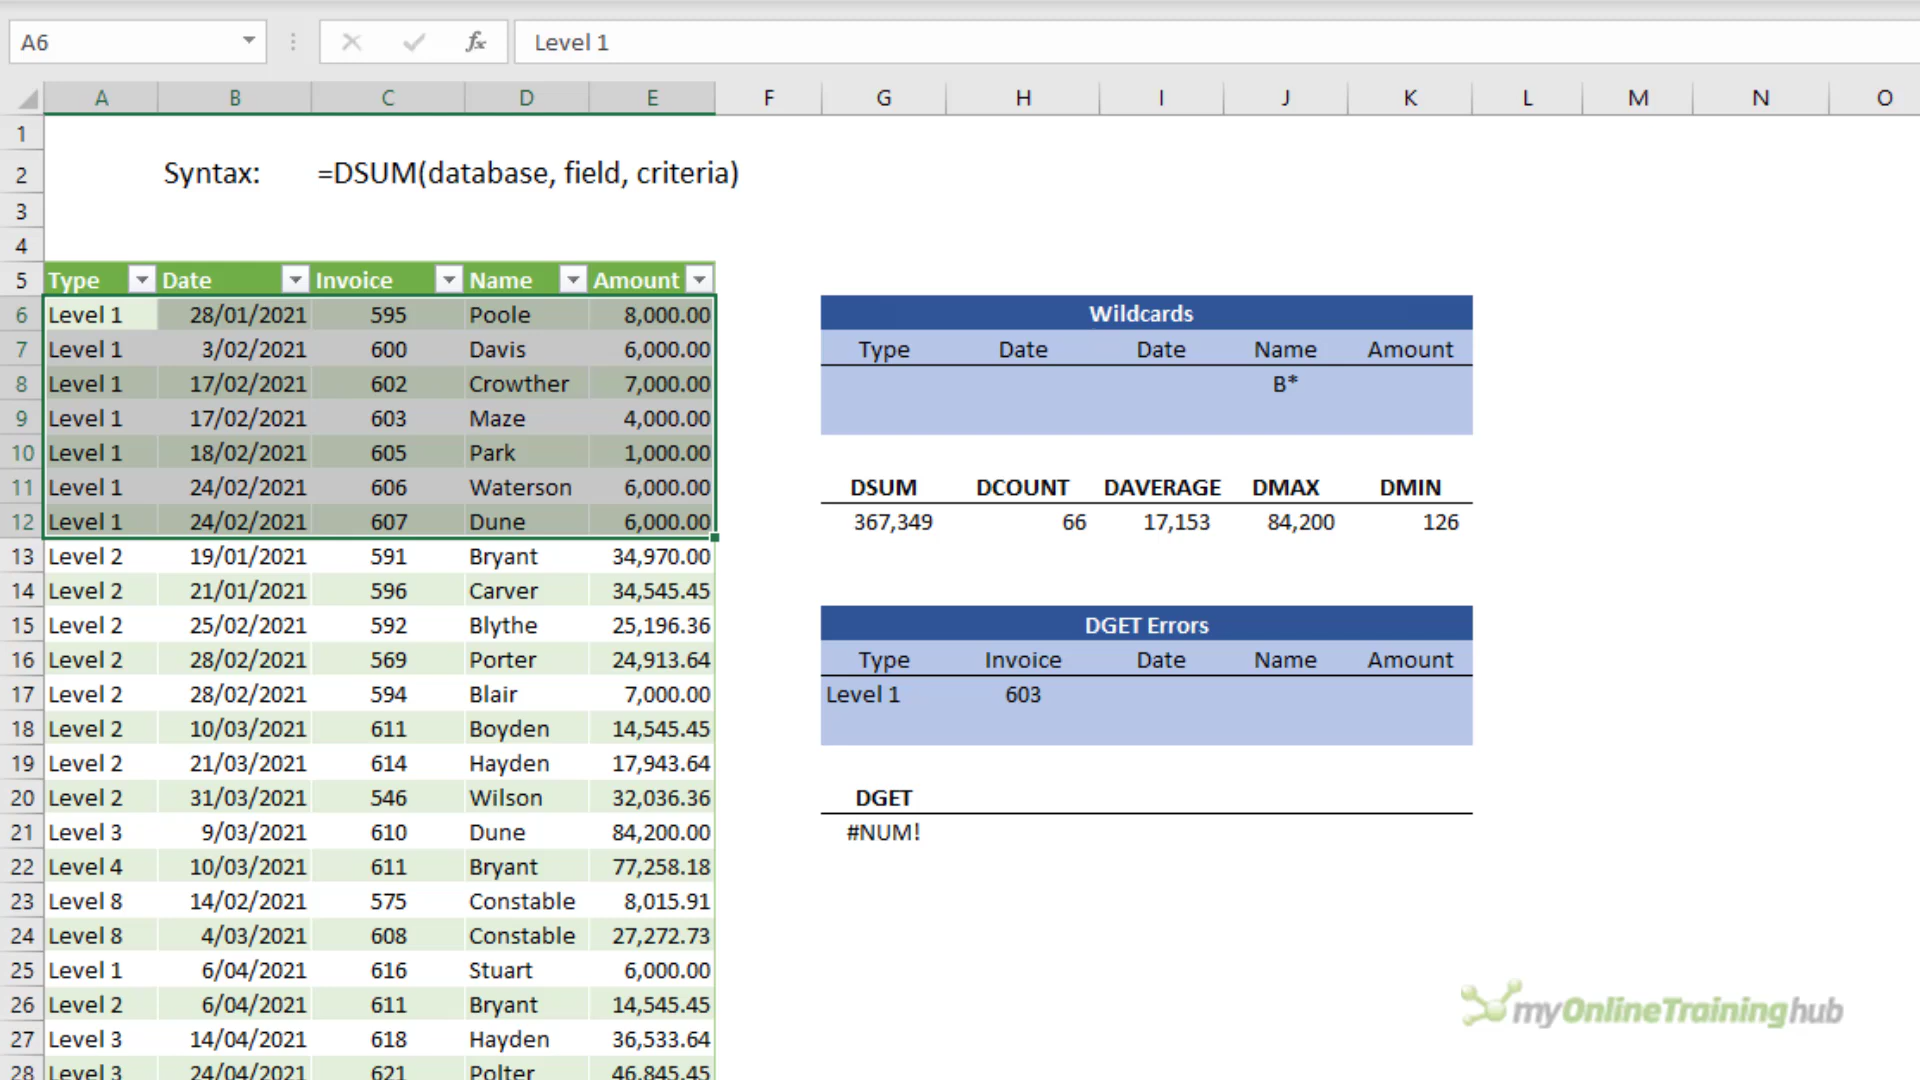 A6
fx
Level 1
A B C D E F G H I J K L M N O
1
2 Syntax: =DSUM(database, field, criteria)
3
4
5 Type Date Invoice Name Amount
6 Level 1 28/01/2021 595 Poole 8,000.00 Wildcards
7 Level 1 3/02/2021 600 Davis 6,000.00 Type Date Date Name Amount
8 Level 1 17/02/2021 602 Crowther 7,000.00 B*
9 Level 1 17/02/2021 603 Maze 4,000.00
10 Level 1 18/02/2021 605 Park 1,000.00
11 Level 1 24/02/2021 606 Waterson 6,000.00 DSUM DCOUNT DAVERAGE DMAX DMIN
12 Level 1 24/02/2021 607 Dune 6,000.00 367,349 66 17,153 84,200 126
13 Level 2 19/01/2021 591 Bryant 34,970.00
14 Level 2 21/01/2021 596 Carver 34,545.45
15 Level 2 25/02/2021 592 Blythe 25,196.36 DGET Errors
16 Level 2 28/02/2021 569 Porter 24,913.64 Type Invoice Date Name Amount
17 Level 2 28/02/2021 594 Blair 7,000.00 Level 1 603
18 Level 2 10/03/2021 611 Boyden 14,545.45
19 Level 2 21/03/2021 614 Hayden 17,943.64
20 Level 2 31/03/2021 546 Wilson 32,036.36 DGET
21 Level 3 9/03/2021 610 Dune 84,200.00 #NUM!
22 Level 4 10/03/2021 611 Bryant 77,258.18
23 Level 8 14/02/2021 575 Constable 8,015.91
24 Level 8 4/03/2021 608 Constable 27,272.73
25 Level 1 6/04/2021 616 Stuart 6,000.00
26 Level 2 6/04/2021 611 Bryant 14,545.45
27 Level 3 14/04/2021 618 Hayden 36,533.64
28 Level 3 24/04/2021 621 Polter 46,845.45
myOnlineTraininghub